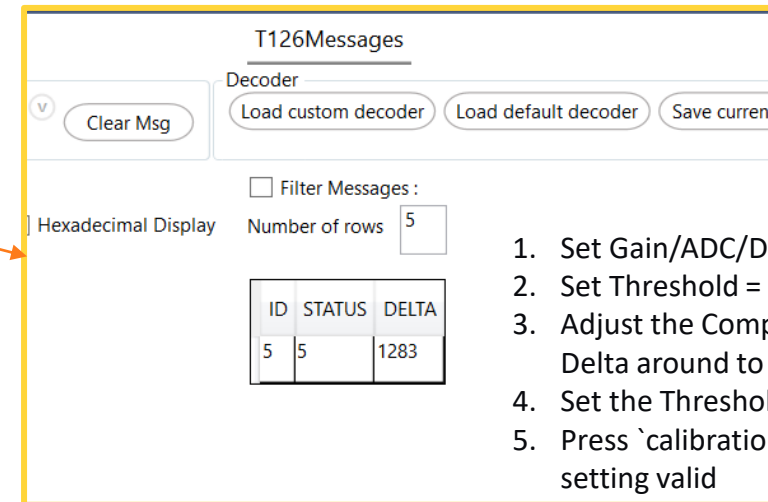 T126Messages
Decoder
v
Clear Msg
Load custom decoder
Load default decoder
Save curren
Filter Messages :
Hexadecimal Display
Number of rows
5
ID STATUS DELTA
5 5 1283
1. Set Gain/ADC/D
2. Set Threshold =
3. Adjust the Comp
Delta around to
4. Set the Threshol
5. Press `calibratio
setting valid